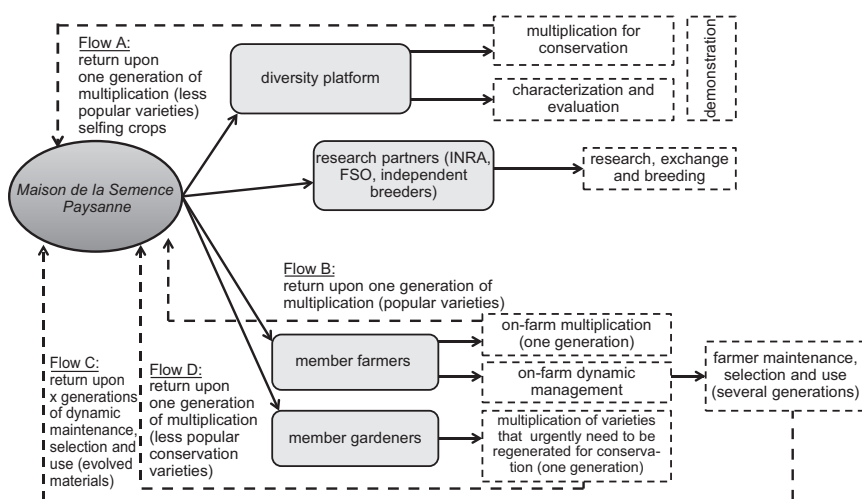 Flow A:
return upon
one generation of
multiplication (less
popular varieties)
selfing crops
diversity platform
multiplication for
conservation
characterization and
evaluation
demonstration
Maison de la Semence
Paysanne
research partners (INRA,
FSO, independent
breeders)
research, exchange
and breeding
Flow B:
return upon one generation of
multiplication (popular varieties)
member farmers
on-farm multiplication
(one generation)
on-farm dynamic
management
farmer maintenance,
selection and use
(several generations)
Flow C:
return upon
x generations
of dynamic
maintenance,
selection and
use (evolved
materials)
Flow D:
return upon
one generation
of multiplication
(less popular
conservation
varieties)
member gardeners
multiplication of varieties
that urgently need to be
regenerated for conserva-
tion (one generation)